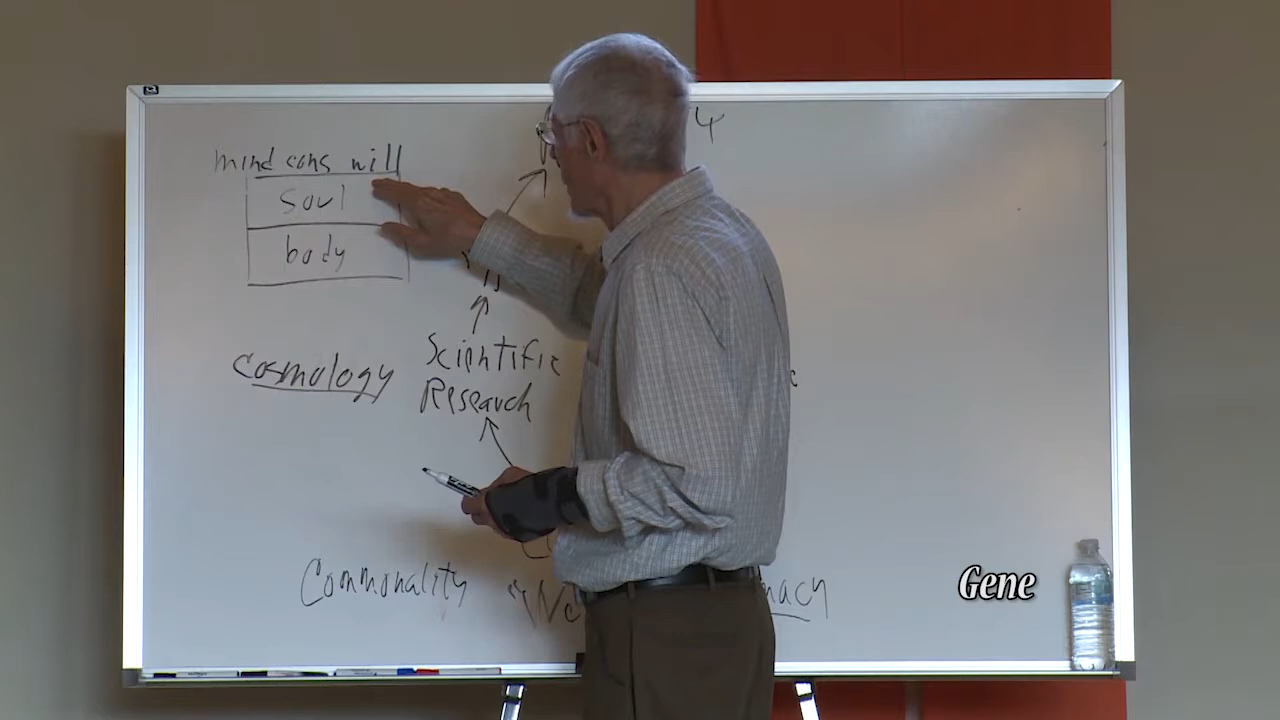 mind cons will
soul
body
Cosmology
Scientific
Research
Commonality
Gene